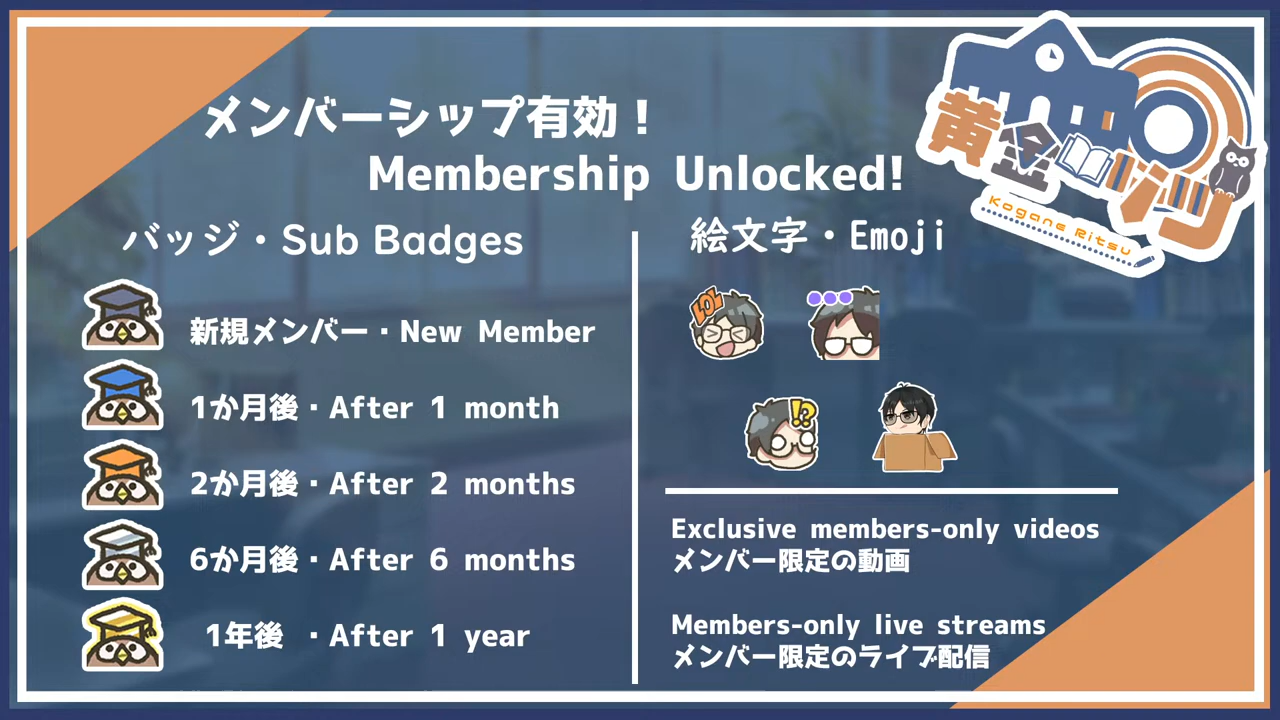 メンバーシップ有効！
Membership Unlocked!
黄金リツ
Kogane Ritsu
バッジ・Sub Badges
新規メンバー・New Member
1か月後・After 1 month
2か月後・After 2 months
6か月後・After 6 months
1年後 ・After 1 year
絵文字・Emoji
LOL
!?
Exclusive members-only videos
メンバー限定の動画
Members-only live streams
メンバー限定のライブ配信